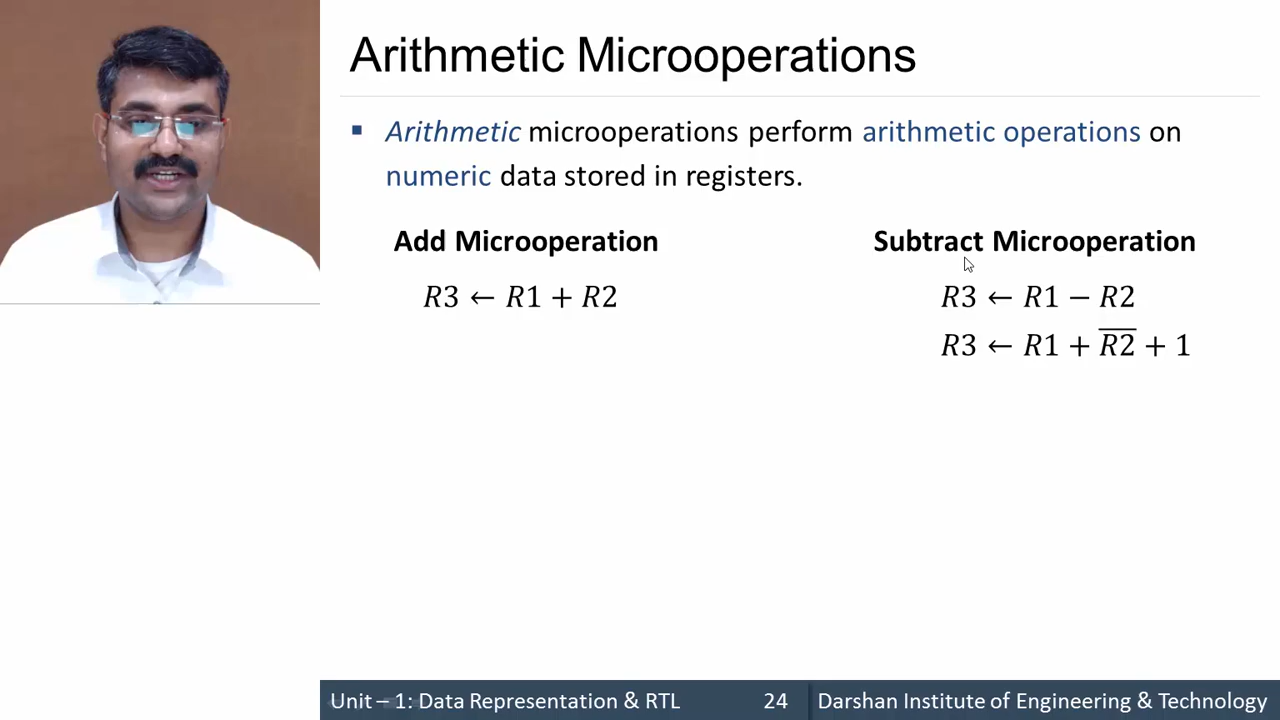 Arithmetic Microoperations
▪ Arithmetic microoperations perform arithmetic operations on
numeric data stored in registers.
Add Microoperation
R3 ← R1 + R2
Subtract Microoperation
R3 ← R1 − R2
R3 ← R1 + R̅2̅ + 1
Unit – 1: Data Representation & RTL 24 Darshan Institute of Engineering & Technology